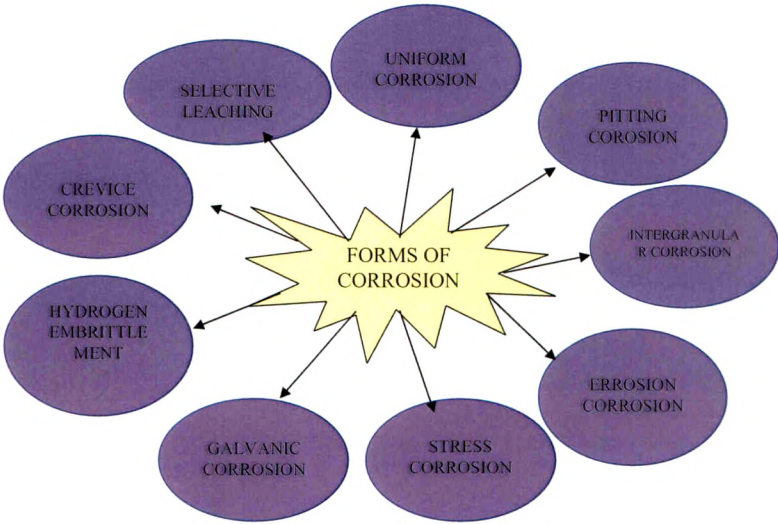 UNIFORM
CORROSION
SELECTIVE
LEACHING
PITTING
COROSION
CREVICE
CORROSION
INTERGRANULA
R CORROSION
FORMS OF
CORROSION
HYDROGEN
EMBRITTLE
MENT
ERROSION
CORROSION
GALVANIC
CORROSION
STRESS
CORROSION